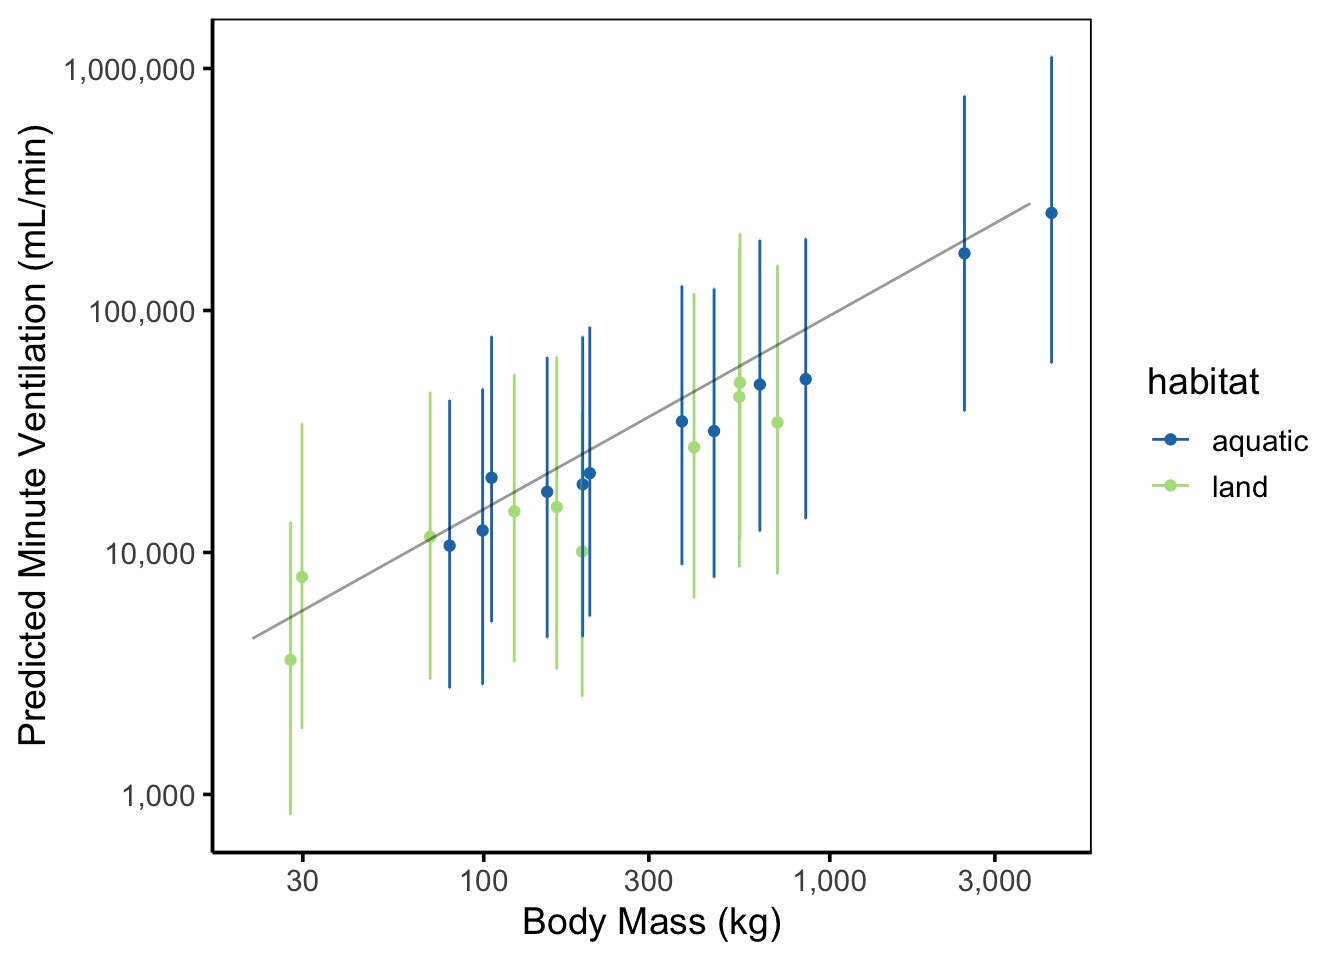 Predicted Minute Ventilation (mL/min)
1,000,000
100,000
10,000
1,000
30
100
300
1,000
3,000
Body Mass (kg)
habitat
aquatic
land